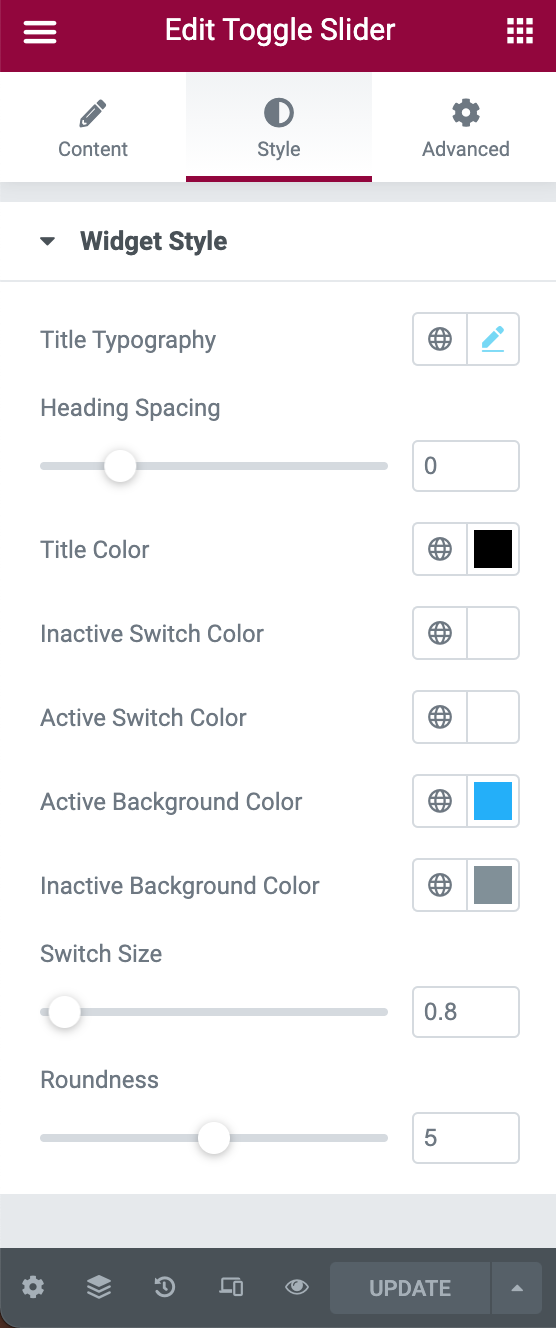 Edit Toggle Slider
Content
Style
Advanced
Widget Style
Title Typography
Heading Spacing
0
Title Color
Inactive Switch Color
Active Switch Color
Active Background Color
Inactive Background Color
Switch Size
0.8
Roundness
5
UPDATE